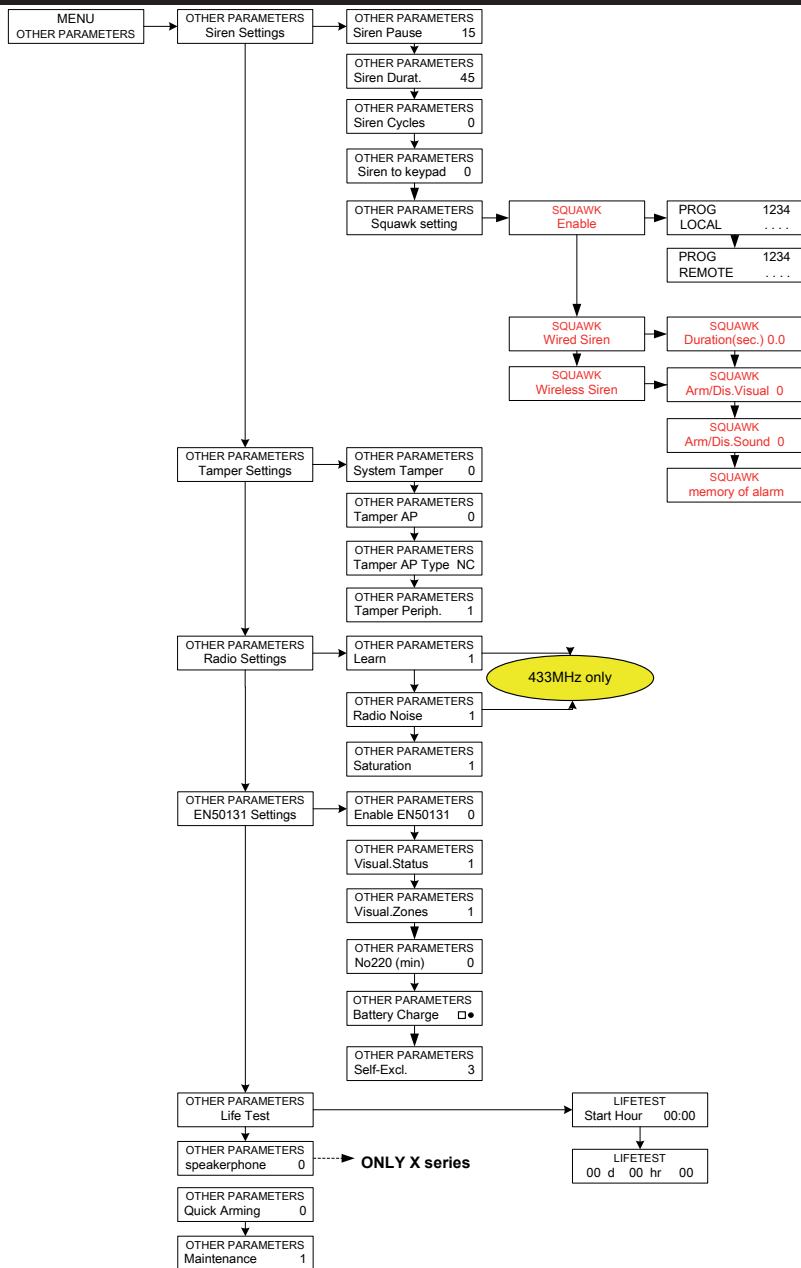 MENU
OTHER PARAMETERS
OTHER PARAMETERS
Siren Settings
OTHER PARAMETERS
Siren Pause 15
OTHER PARAMETERS
Siren Durat. 45
OTHER PARAMETERS
Siren Cycles 0
OTHER PARAMETERS
Siren to keypad 0
OTHER PARAMETERS
Squawk setting
SQUAWK
Enable
PROG 1234
LOCAL . . . .
PROG 1234
REMOTE . . . .
SQUAWK
Wired Siren
SQUAWK
Duration(sec.) 0.0
SQUAWK
Wireless Siren
SQUAWK
Arm/Dis.Visual 0
SQUAWK
Arm/Dis.Sound 0
SQUAWK
memory of alarm
OTHER PARAMETERS
Tamper Settings
OTHER PARAMETERS
System Tamper 0
OTHER PARAMETERS
Tamper AP 0
OTHER PARAMETERS
Tamper AP Type NC
OTHER PARAMETERS
Tamper Periph. 1
OTHER PARAMETERS
Radio Settings
OTHER PARAMETERS
Learn 1
433MHz only
OTHER PARAMETERS
Radio Noise 1
OTHER PARAMETERS
Saturation 1
OTHER PARAMETERS
EN50131 Settings
OTHER PARAMETERS
Enable EN50131 0
OTHER PARAMETERS
Visual.Status 1
OTHER PARAMETERS
Visual.Zones 1
OTHER PARAMETERS
No220 (min) 0
OTHER PARAMETERS
Battery Charge □●
OTHER PARAMETERS
Self-Excl. 3
OTHER PARAMETERS
Life Test
LIFETEST
Start Hour 00:00
LIFETEST
00 d 00 hr 00
OTHER PARAMETERS
speakerphone 0
ONLY X series
OTHER PARAMETERS
Quick Arming 0
OTHER PARAMETERS
Maintenance 1